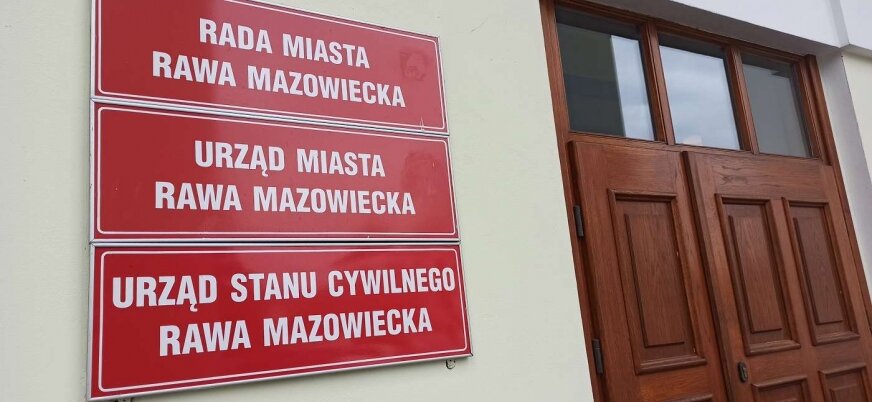 RADA MIASTA
RAWA MAZOWIECKA
URZĄD MIASTA
RAWA MAZOWIECKA
URZĄD STANU CYWILNEGO
RAWA MAZOWIECKA